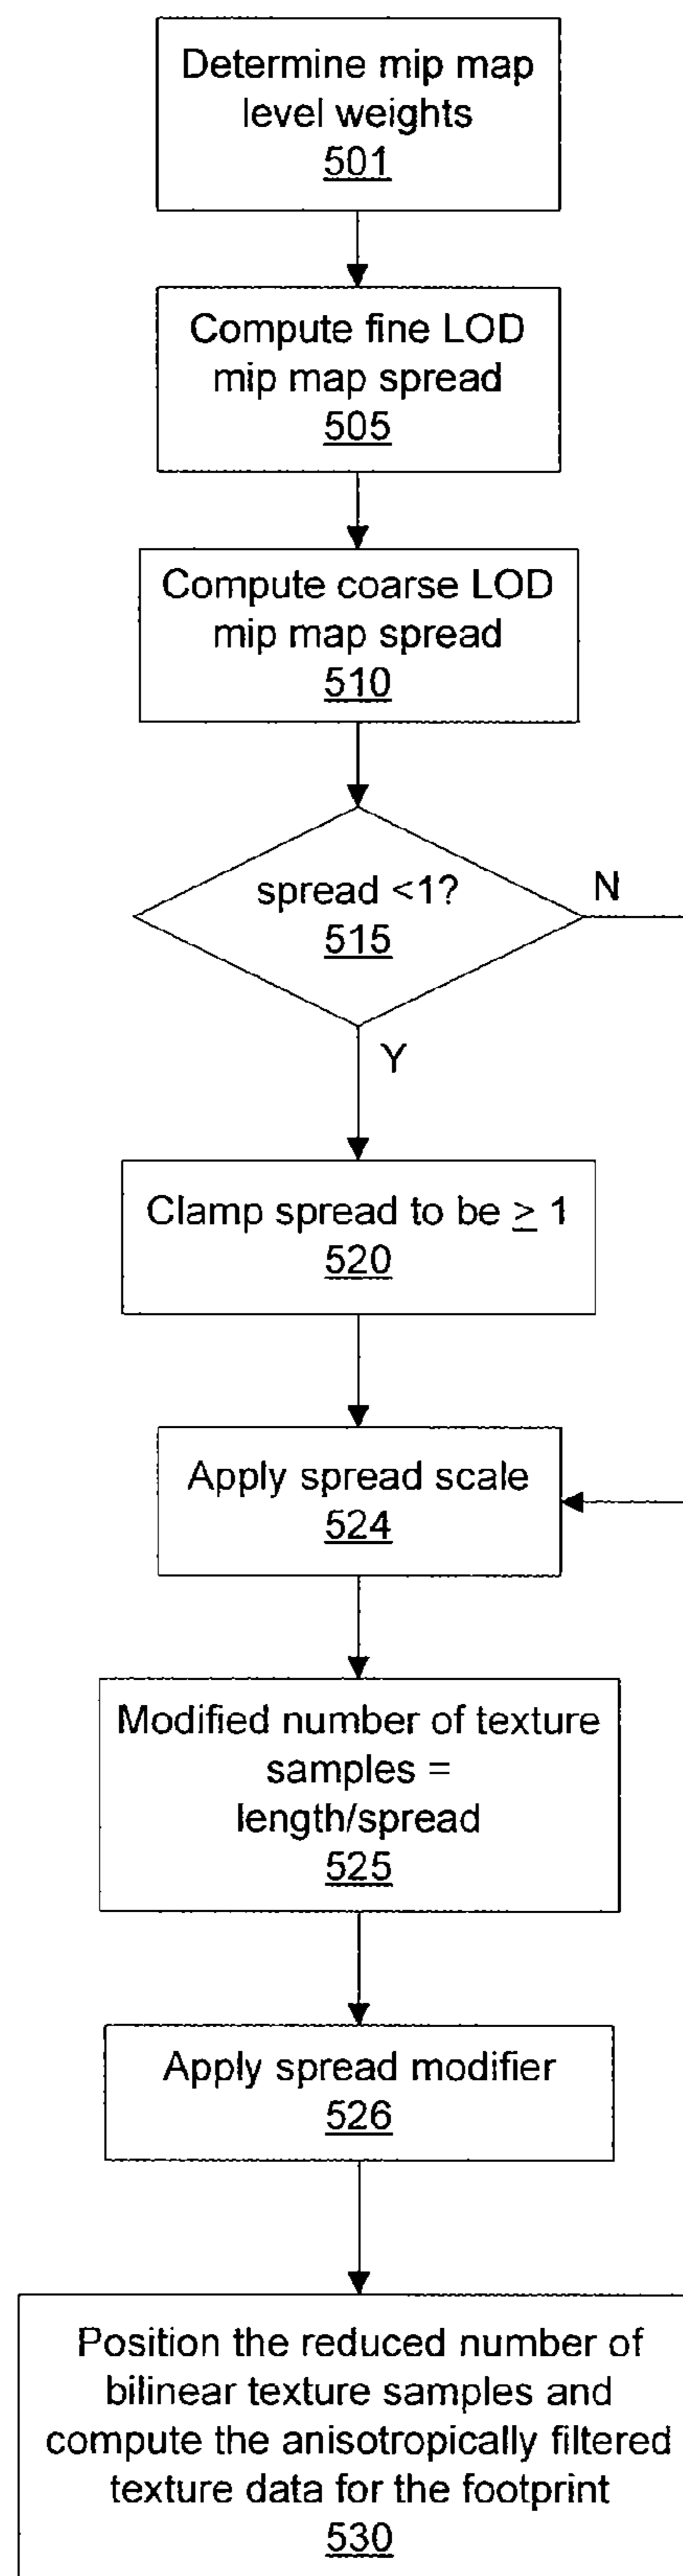 Determine mip map
level weights
501
Compute fine LOD
mip map spread
505
Compute coarse LOD
mip map spread
510
spread <1?
515
N
Y
Clamp spread to be ≥ 1
520
Apply spread scale
524
Modified number of texture
samples =
length/spread
525
Apply spread modifier
526
Position the reduced number of
bilinear texture samples and
compute the anisotropically filtered
texture data for the footprint
530